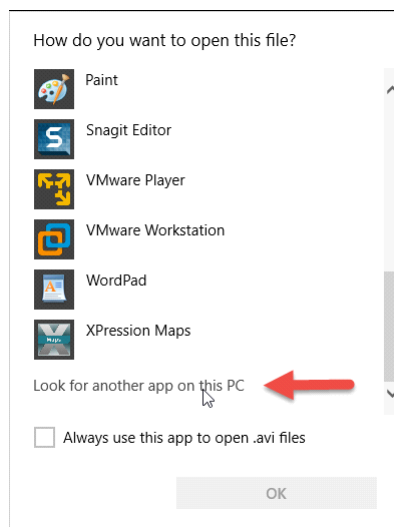 How do you want to open this file?
Paint
Snagit Editor
VMware Player
VMware Workstation
WordPad
XPression Maps
Look for another app on this PC
Always use this app to open .avi files
OK